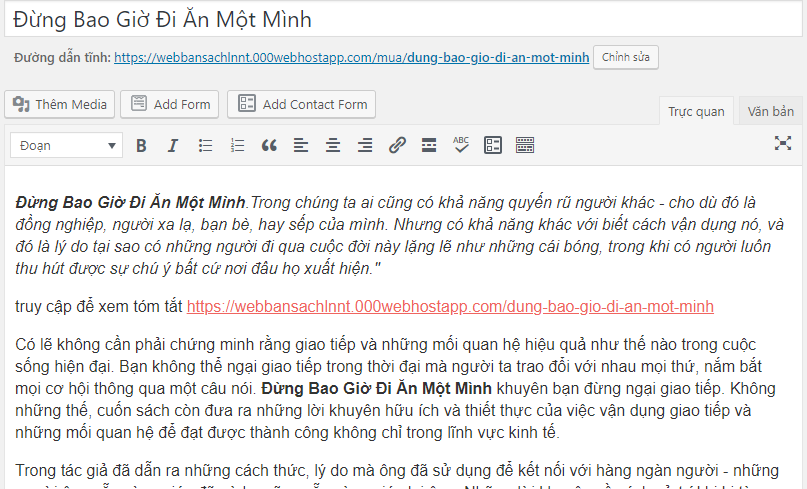 Đừng Bao Giờ Đi Ăn Một Mình
Đường dẫn tĩnh: https://webbansachlnnt.000webhostapp.com/mua/dung-bao-gio-di-an-mot-minh Chỉnh sửa
Thêm Media Add Form Add Contact Form Trực quan Văn bản
Đoạn B I ABC
Đừng Bao Giờ Đi Ăn Một Mình.Trong chúng ta ai cũng có khả năng quyến rũ người khác - cho dù đó là
đồng nghiệp, người xa lạ, bạn bè, hay sếp của mình. Nhưng có khả năng khác với biết cách vận dụng nó, và
đó là lý do tại sao có những người đi qua cuộc đời này lặng lẽ như những cái bóng, trong khi có người luôn
thu hút được sự chú ý bất cứ nơi đâu họ xuất hiện."
truy cập để xem tóm tắt https://webbansachlnnt.000webhostapp.com/dung-bao-gio-di-an-mot-minh
Có lẽ không cần phải chứng minh rằng giao tiếp và những mối quan hệ hiệu quả như thế nào trong cuộc
sống hiện đại. Bạn không thể ngại giao tiếp trong thời đại mà người ta trao đổi với nhau mọi thứ, nắm bắt
mọi cơ hội thông qua một câu nói. Đừng Bao Giờ Đi Ăn Một Mình khuyên bạn đừng ngại giao tiếp. Không
những thế, cuốn sách còn đưa ra những lời khuyên hữu ích và thiết thực của việc vận dụng giao tiếp và
những mối quan hệ để đạt được thành công không chỉ trong lĩnh vực kinh tế.
Trong tác giả đã dẫn ra những cách thức, lý do mà ông đã sử dụng để kết nối với hàng ngàn người - những